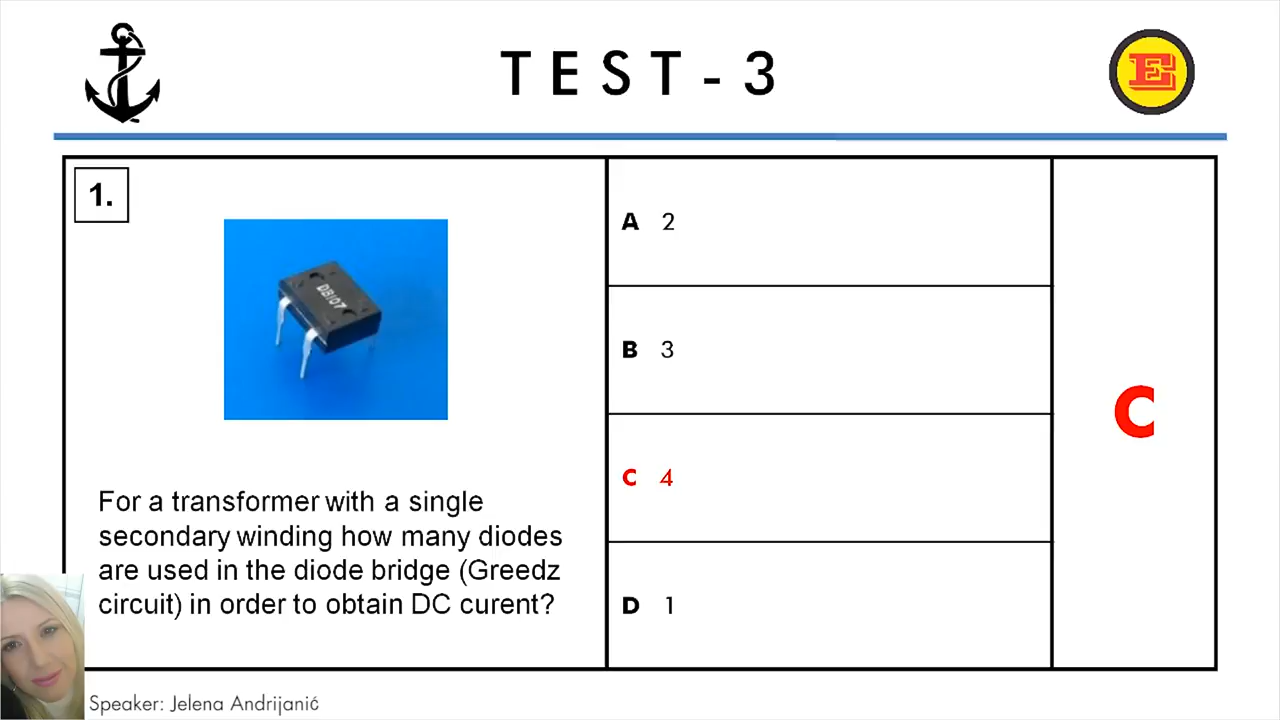 TEST-3
E
1.
DB107
For a transformer with a single
secondary winding how many diodes
are used in the diode bridge (Greedz
circuit) in order to obtain DC curent?
A 2
B 3
C 4
D 1
C
Speaker: Jelena Andrijanić